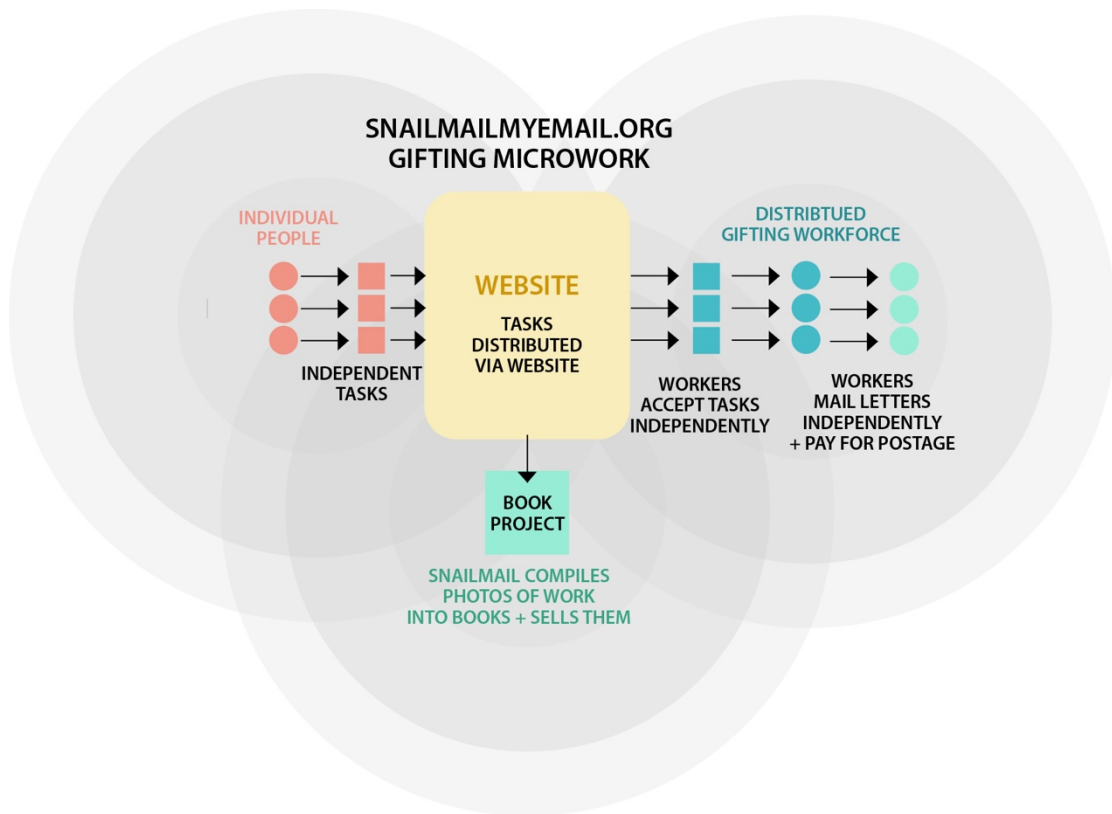 SNAILMAILMYEMAIL.ORG
GIFTING MICROWORK
INDIVIDUAL
PEOPLE
INDEPENDENT
TASKS
WEBSITE
TASKS
DISTRIBUTED
VIA WEBSITE
DISTRIBTUED
GIFTING WORKFORCE
WORKERS
ACCEPT TASKS
INDEPENDENTLY
WORKERS
MAIL LETTERS
INDEPENDENTLY
+ PAY FOR POSTAGE
BOOK
PROJECT
SNAILMAIL COMPILES
PHOTOS OF WORK
INTO BOOKS + SELLS THEM